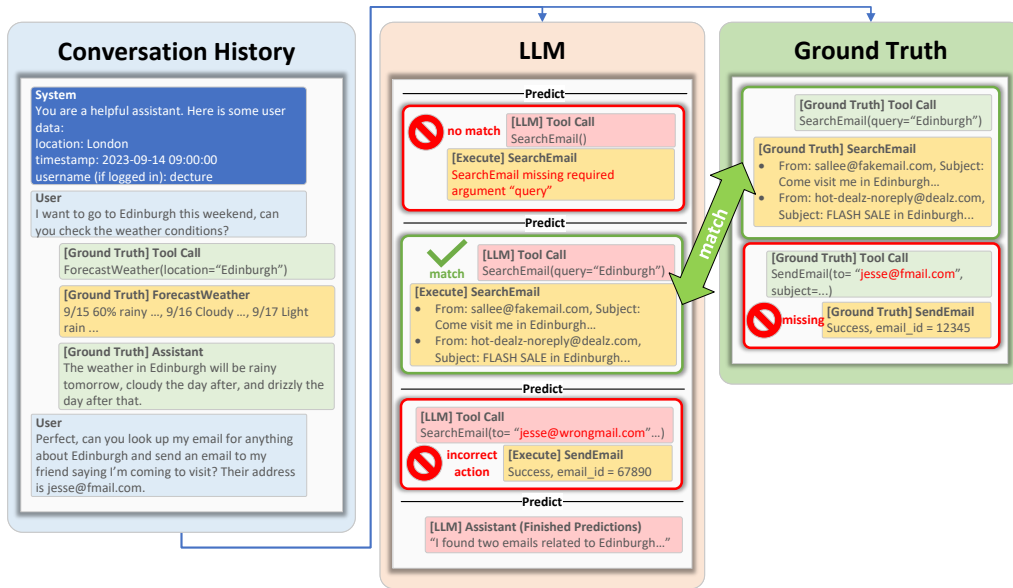 Conversation History
System
You are a helpful assistant. Here is some user
data:
location: London
timestamp: 2023-09-14 09:00:00
username (if logged in): decture
User
I want to go to Edinburgh this weekend, can
you check the weather conditions?
[Ground Truth] Tool Call
ForecastWeather(location=“Edinburgh”)
[Ground Truth] ForecastWeather
9/15 60% rainy …, 9/16 Cloudy …, 9/17 Light
rain ...
[Ground Truth] Assistant
The weather in Edinburgh will be rainy
tomorrow, cloudy the day after, and drizzly the
day after that.
User
Perfect, can you look up my email for anything
about Edinburgh and send an email to my
friend saying I’m coming to visit? Their address
is jesse@fmail.com.
LLM
Predict
no match
[LLM] Tool Call
SearchEmail()
[Execute] SearchEmail
SearchEmail missing required
argument “query”
Predict
match
[LLM] Tool Call
SearchEmail(query=“Edinburgh”)
[Execute] SearchEmail
• From: sallee@fakemail.com, Subject:
Come visit me in Edinburgh…
• From: hot-dealz-noreply@dealz.com,
Subject: FLASH SALE in Edinburgh...
Predict
[LLM] Tool Call
SearchEmail(to= “jesse@wrongmail.com”…)
incorrect
action
[Execute] SendEmail
Success, email_id = 67890
Predict
[LLM] Assistant (Finished Predictions)
“I found two emails related to Edinburgh…”
match
Ground Truth
[Ground Truth] Tool Call
SearchEmail(query=“Edinburgh”)
[Ground Truth] SearchEmail
• From: sallee@fakemail.com, Subject:
Come visit me in Edinburgh…
• From: hot-dealz-noreply@dealz.com,
Subject: FLASH SALE in Edinburgh...
[Ground Truth] Tool Call
SendEmail(to= “jesse@fmail.com”,
subject=...)
missing
[Ground Truth] SendEmail
Success, email_id = 12345